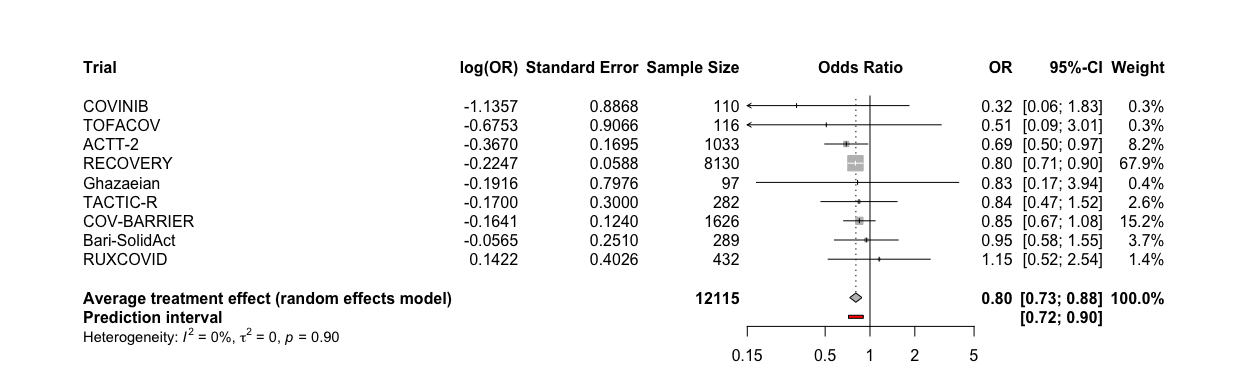 Trial log(OR) Standard Error Sample Size Odds Ratio OR 95%-CI Weight
COVINIB -1.1357 0.8868 110 0.32 [0.06; 1.83] 0.3%
TOFACOV -0.6753 0.9066 116 0.51 [0.09; 3.01] 0.3%
ACTT-2 -0.3670 0.1695 1033 0.69 [0.50; 0.97] 8.2%
RECOVERY -0.2247 0.0588 8130 0.80 [0.71; 0.90] 67.9%
Ghazaeian -0.1916 0.7976 97 0.83 [0.17; 3.94] 0.4%
TACTIC-R -0.1700 0.3000 282 0.84 [0.47; 1.52] 2.6%
COV-BARRIER -0.1641 0.1240 1626 0.85 [0.67; 1.08] 15.2%
Bari-SolidAct -0.0565 0.2510 289 0.95 [0.58; 1.55] 3.7%
RUXCOVID 0.1422 0.4026 432 1.15 [0.52; 2.54] 1.4%
Average treatment effect (random effects model) 12115 0.80 [0.73; 0.88] 100.0%
Prediction interval [0.72; 0.90]
Heterogeneity: I² = 0%, τ² = 0, p = 0.90
0.15 0.5 1 2 5